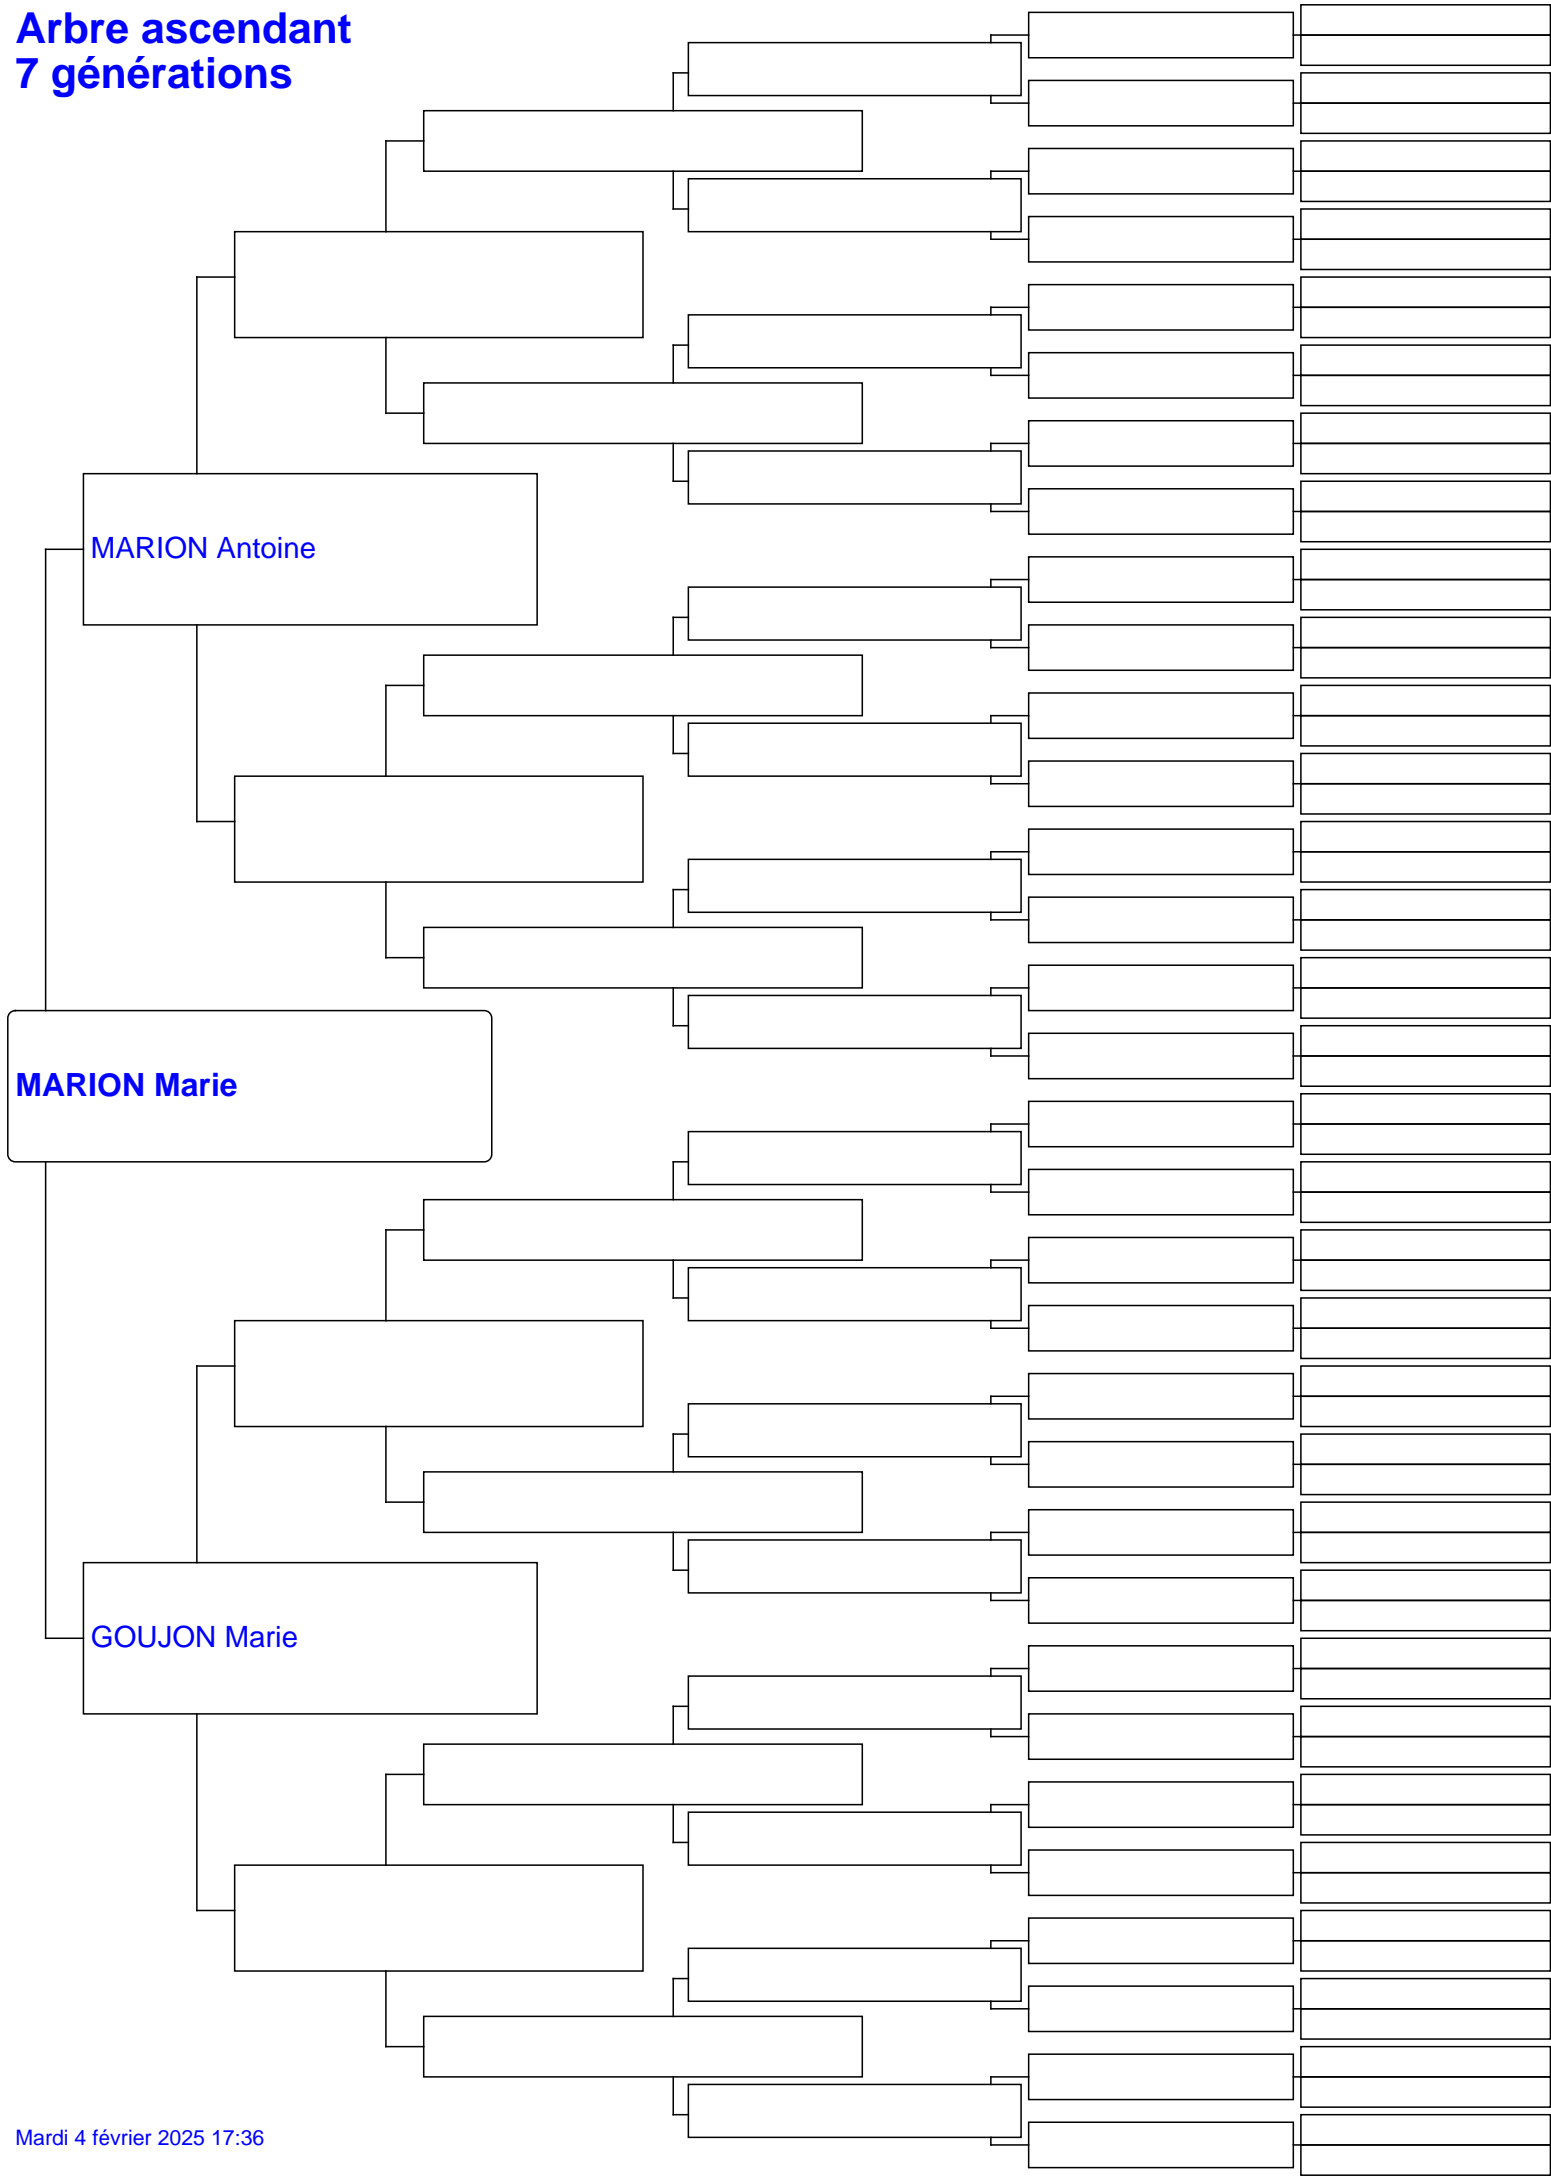 Arbre ascendant
7 générations
MARION Antoine
MARION Marie
GOUJON Marie
Mardi 4 février 2025 17:36